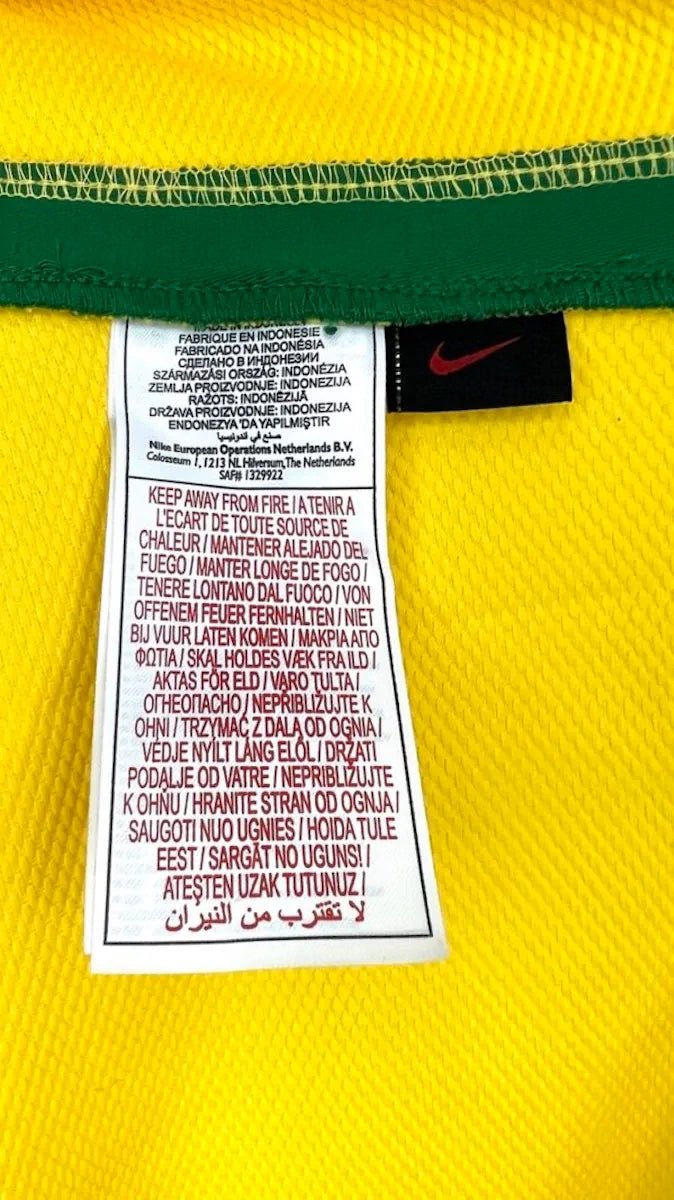 MADE IN INDONESIA
FABRIQUE EN INDONESIE
FABRICADO NA INDONÉSIA
СДЕЛАНО В ИНДОНЕЗИИ
SZÁRMAZÁSI ORSZÁG: INDONÉZIA
ZEMLJA PROIZVODNJE: INDONEZIJA
RAŽOTS: INDONĒZIJĀ
DRŽAVA PROIZVODNJE: INDONEZIJA
ENDONEZYA'DA YAPILMIŞTIR
صنع في
Nike European Operations Netherlands B.V.
Colosseum 1, 1213 NL Hilversum, The Netherlands
SAF# 1329922
KEEP AWAY FROM FIRE / A TENIR A
L'ECART DE TOUTE SOURCE DE
CHALEUR / MANTENER ALEJADO DEL
FUEGO / MANTER LONGE DE FOGO /
TENERE LONTANO DAL FUOCO / VON
OFFENEM FEUER FERNHALTEN / NIET
BIJ VUUR LATEN KOMEN / ΜΑΚΡΙΑ ΑΠΟ
ΦΩΤΙΑ / SKAL HOLDES VÆK FRA ILD /
AKTAS FÖR ELD / VARO TULTA /
ОГНЕОПАСНО / NEPŘIBLIŽUJTE K
OHNI / TRZYMAĆ Z DALA OD OGNIA /
VÉDJE NYÍLT LÁNG ELŐL / DRŽATI
PODALJE OD VATRE / NEPRIBLIŽUJTE
K OHŇU / HRANITE STRAN OD OGNJA /
SAUGOTI NUO UGNIES / HOIDA TULE
EEST / SARGĀT NO UGUNS! /
ATEŞTEN UZAK TUTUNUZ /
لا تقترب من النيران